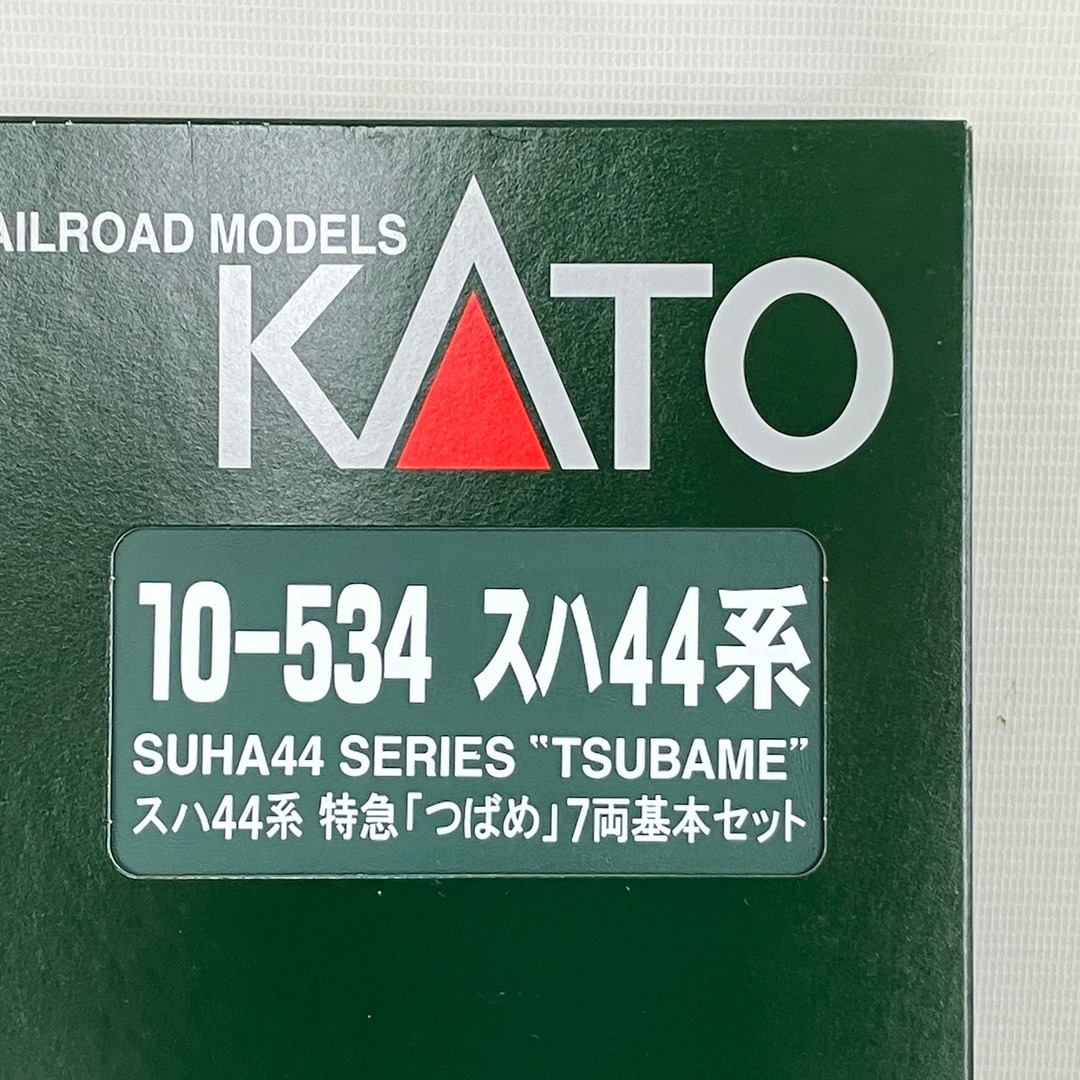 AILROAD MODELS
KATO
10-534 スハ44系
SUHA44 SERIES “TSUBAME”
スハ44系 特急「つばめ」7両基本セット